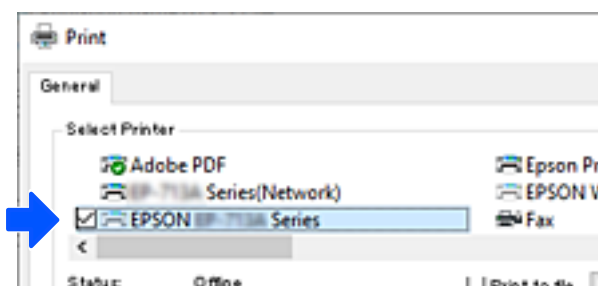 Print
General
Select Printer
Adobe PDF
Epson Pr
Series(Network)
EPSON W
EPSON Series
Fax
Status: Offline
Print to file